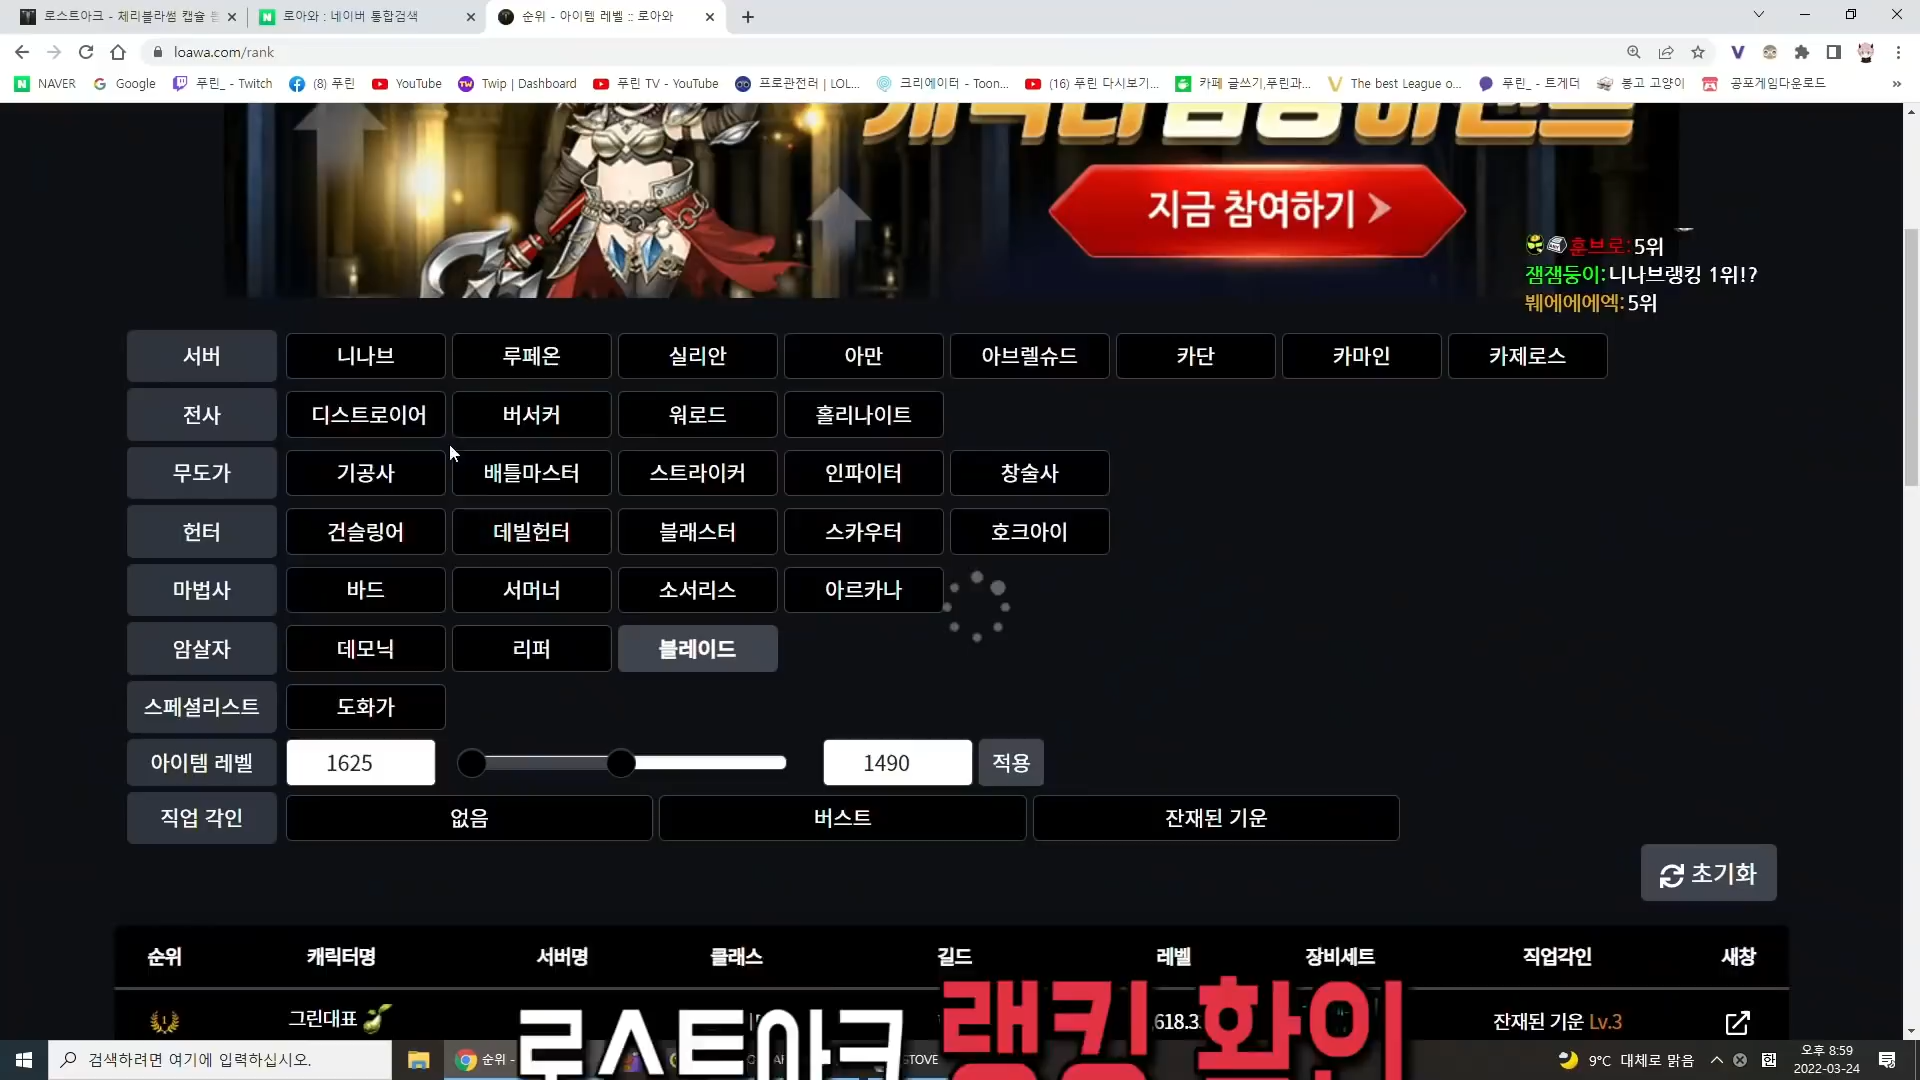 로스트아크 - 체리블라썸 캡슐 뽑
로아와 : 네이버 통합검색
순위 - 아이템 레벨 :: 로아와
loawa.com/rank
NAVER Google 푸린_ - Twitch (8) 푸린 YouTube Twip | Dashboard 푸린 TV - YouTube 프로관전러 | LOL... 크리에이터 - Toon... (16) 푸린 다시보기... 카페 글쓰기,푸린과... The best League o... 푸린_ - 트게더 봉고 고양이 공포게임다운로드 »
지금 참여하기 >
훈브로: 5위
잼잼둥이: 니나브랭킹 1위!?
붸에에에엑: 5위
서버 니나브 루페온 실리안 아만 아브렐슈드 카단 카마인 카제로스
전사 디스트로이어 버서커 워로드 홀리나이트
무도가 기공사 배틀마스터 스트라이커 인파이터 창술사
헌터 건슬링어 데빌헌터 블래스터 스카우터 호크아이
마법사 바드 서머너 소서리스 아르카나
암살자 데모닉 리퍼 블레이드
스페셜리스트 도화가
아이템 레벨 1625 1490 적용
직업 각인 없음 버스트 잔재된 기운
초기화
순위 캐릭터명 서버명 클래스 길드 레벨 장비세트 직업각인 새창
1 그린대표 618.3 잔재된 기운 Lv.3
로스트아크 랭킹 확인
검색하려면 여기에 입력하십시오.
순위 -
STOVE
9°C 대체로 맑음
오후 8:59
2022-03-24